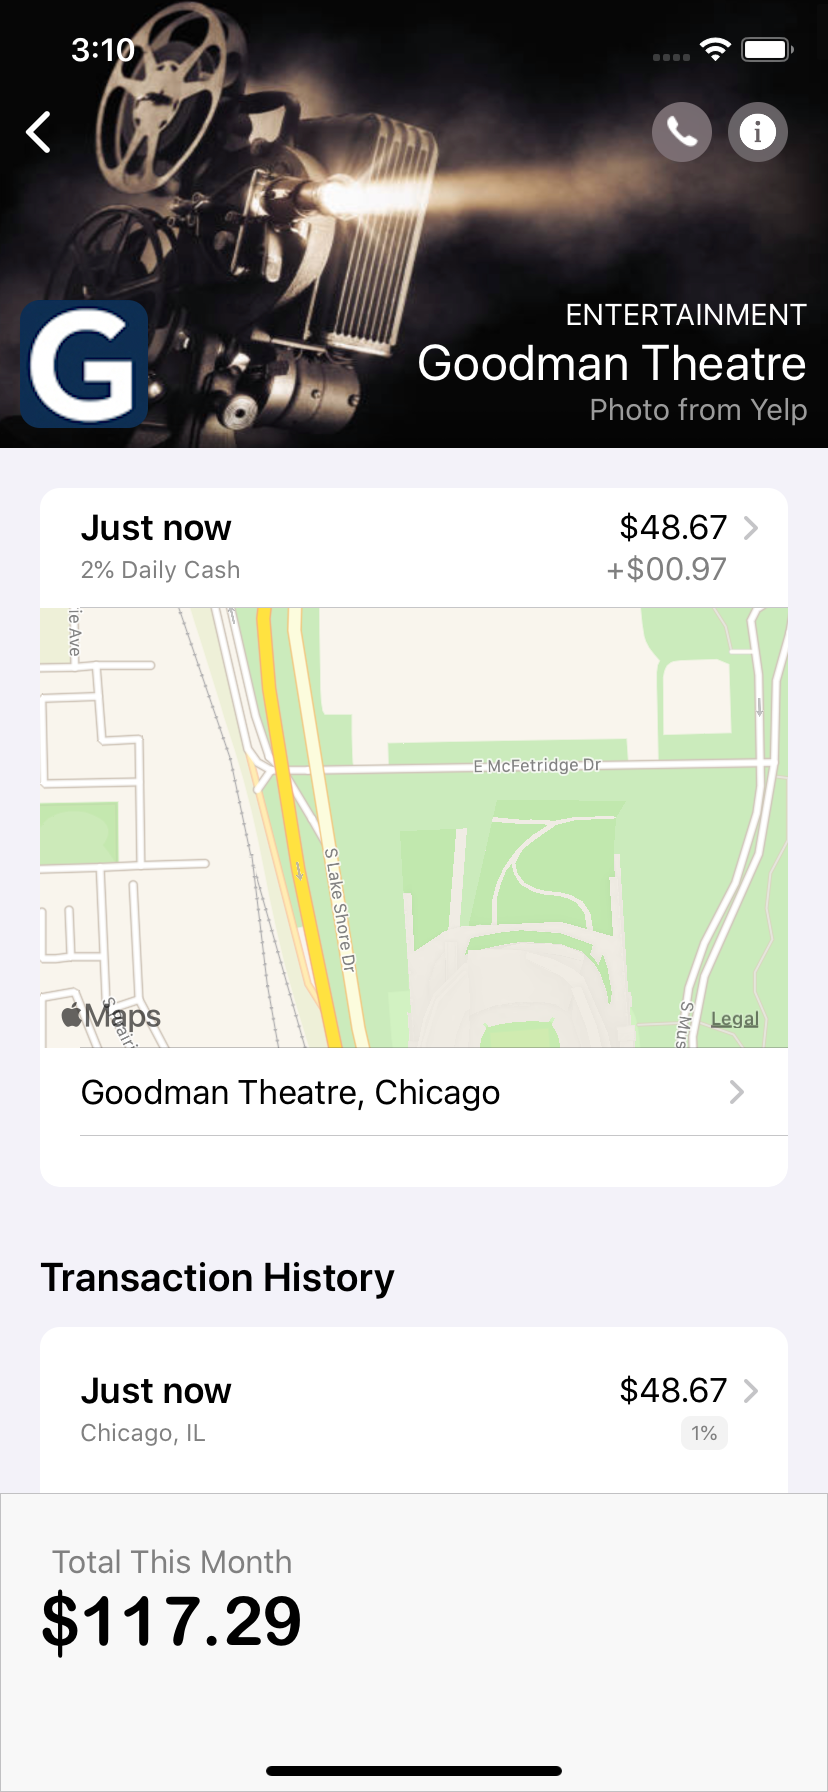 3:10
ENTERTAINMENT
Goodman Theatre
Photo from Yelp
G
Just now
$48.67
2% Daily Cash
+$00.97
ie Ave
E McFetridge Dr
S Lake Shore Dr
S Prairi
Maps
S Mus
Legal
Goodman Theatre, Chicago
Transaction History
Just now
$48.67
Chicago, IL
1%
Total This Month
$117.29